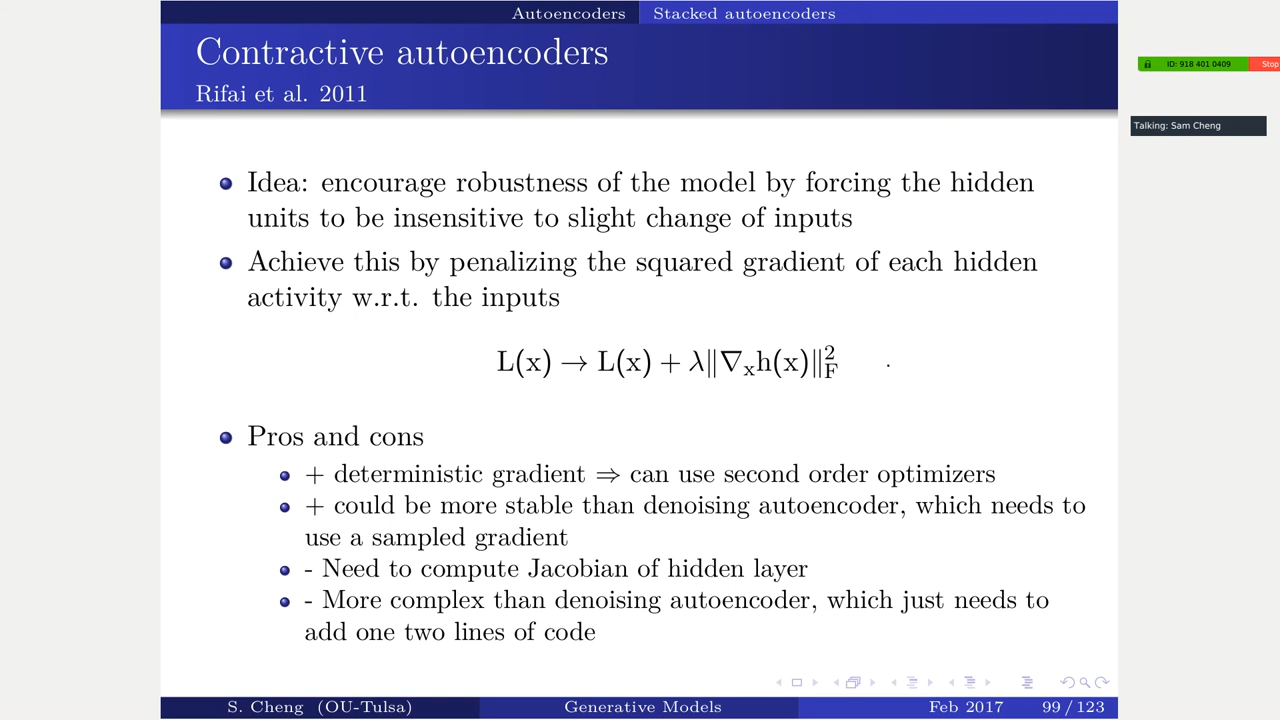 Autoencoders Stacked autoencoders
Contractive autoencoders
Rifai et al. 2011
ID: 918 401 0409 Stop
Talking: Sam Cheng
Idea: encourage robustness of the model by forcing the hidden
units to be insensitive to slight change of inputs
Achieve this by penalizing the squared gradient of each hidden
activity w.r.t. the inputs
L(x) → L(x) + λ‖∇ₓh(x)‖²_F
Pros and cons
+ deterministic gradient ⇒ can use second order optimizers
+ could be more stable than denoising autoencoder, which needs to
use a sampled gradient
- Need to compute Jacobian of hidden layer
- More complex than denoising autoencoder, which just needs to
add one two lines of code
S. Cheng (OU-Tulsa) Generative Models Feb 2017 99 / 123